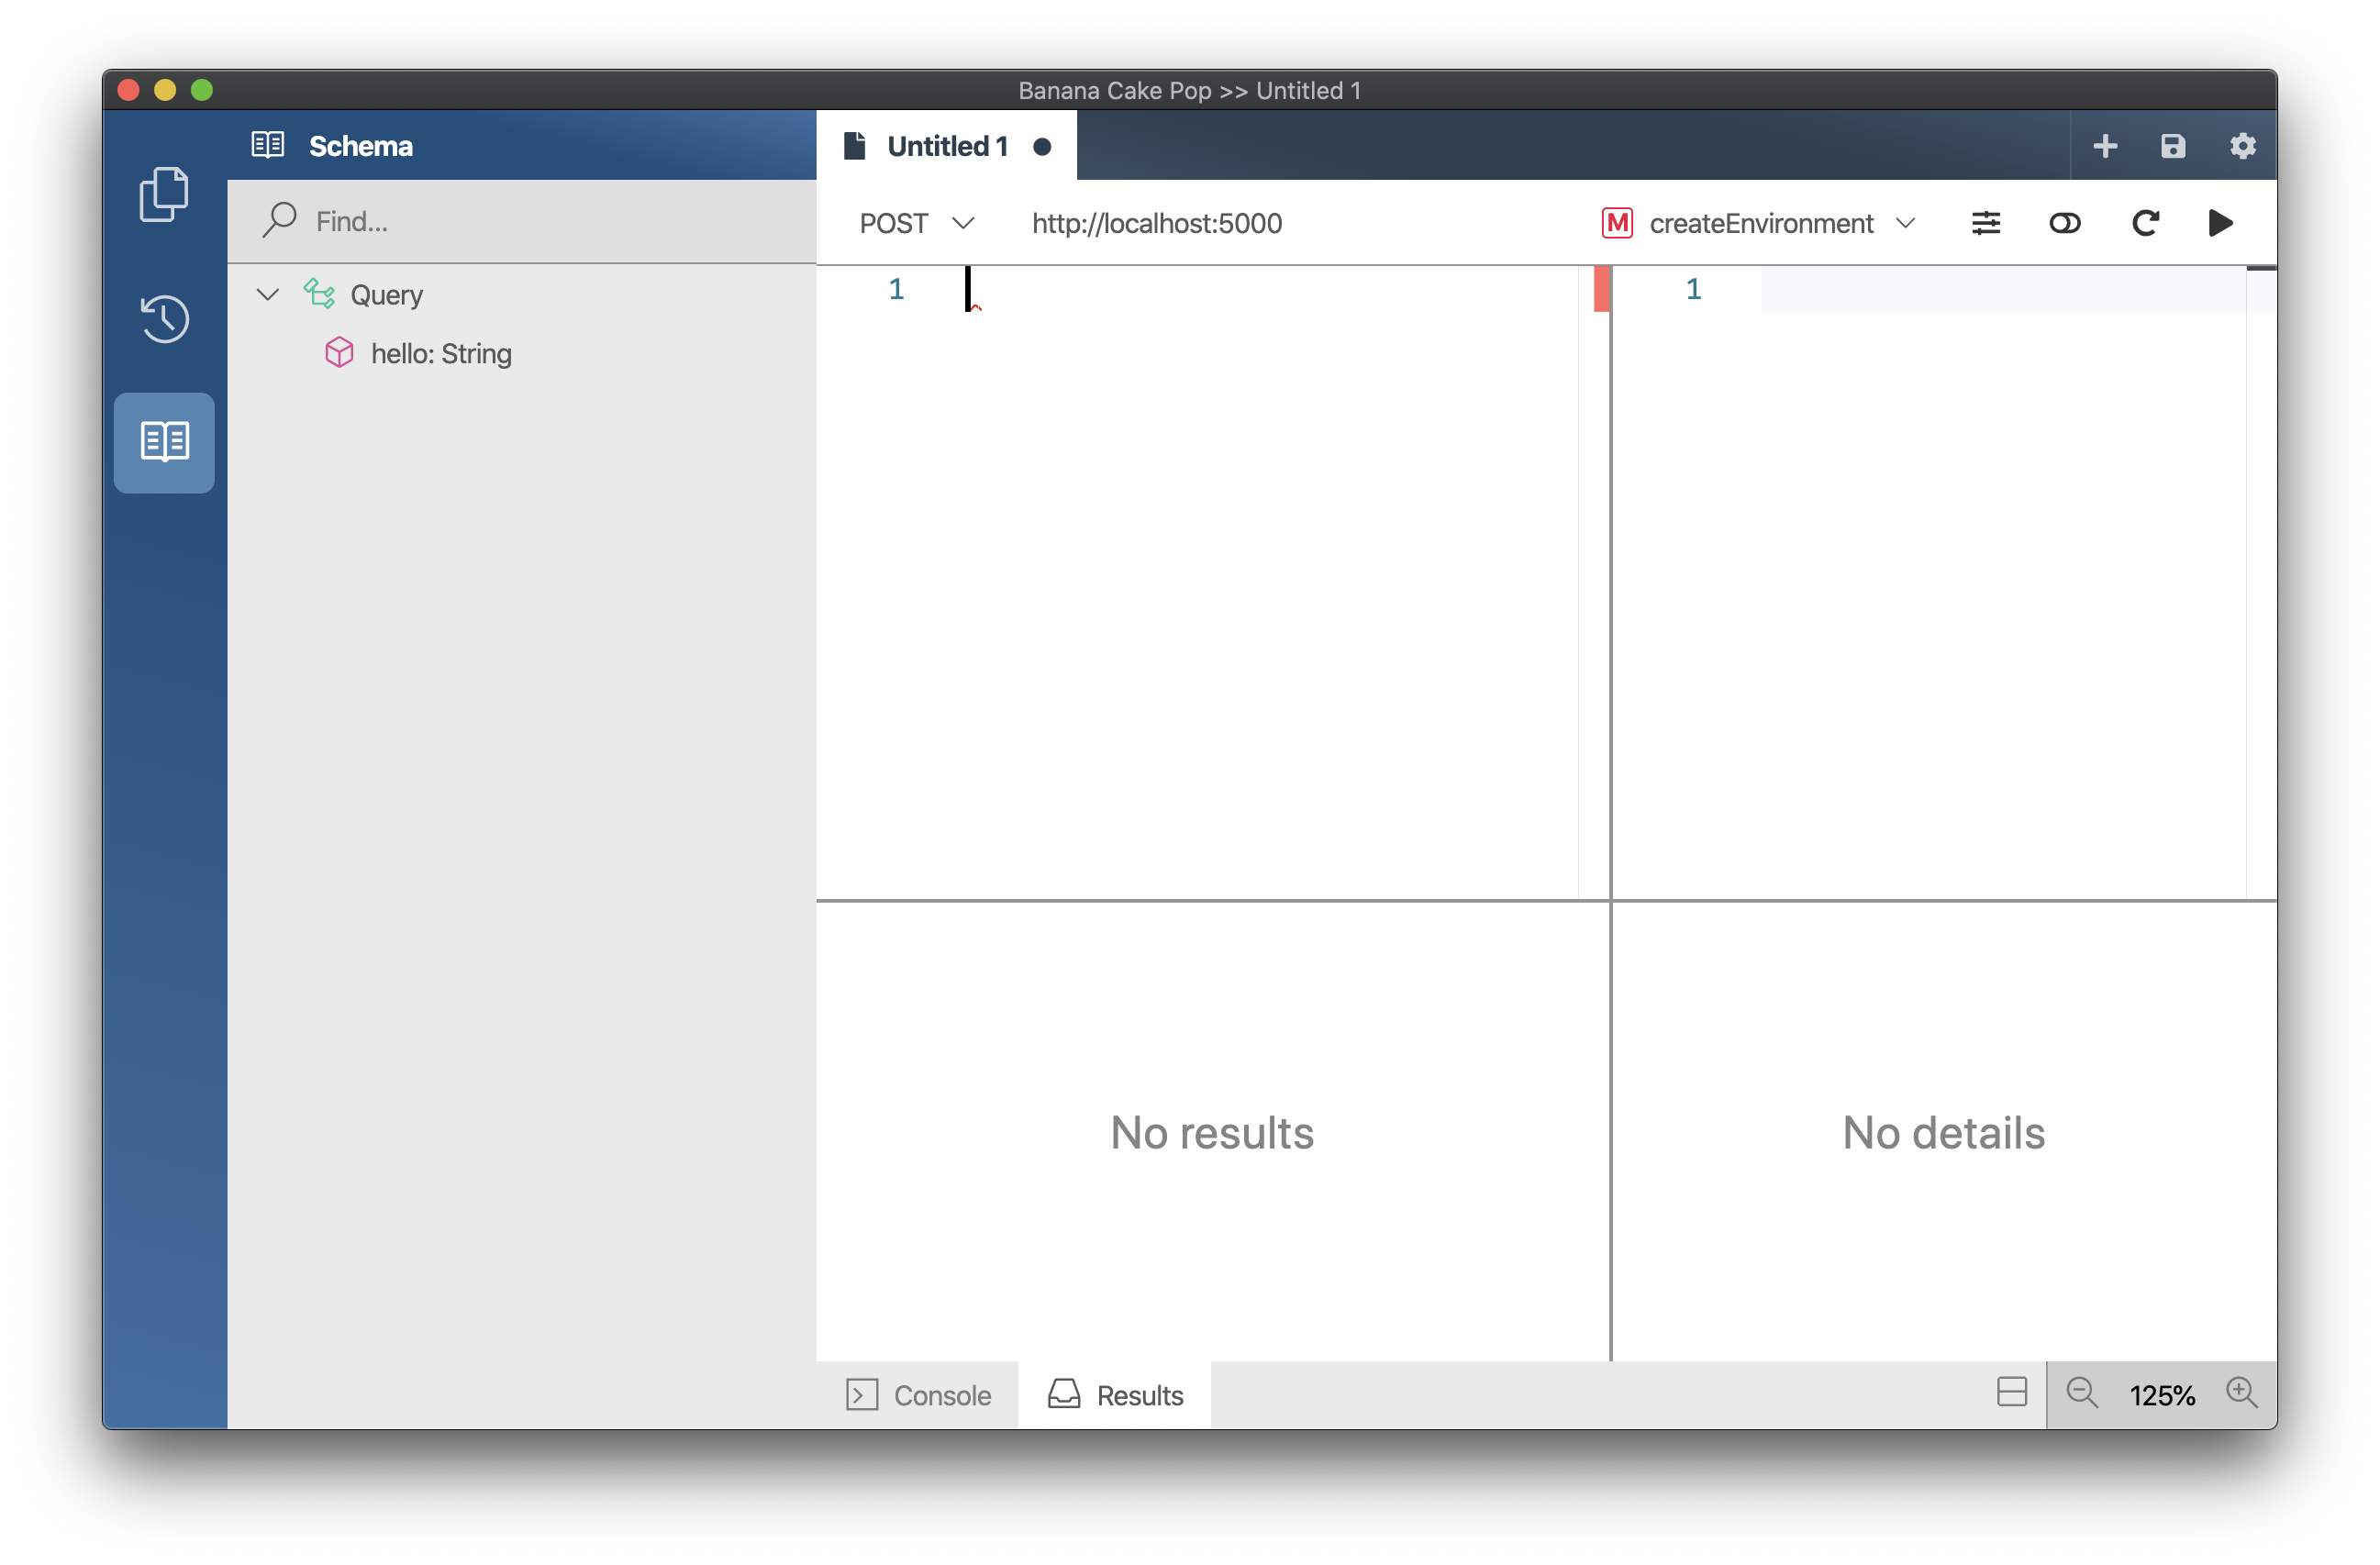 Banana Cake Pop >> Untitled 1
Schema
Untitled 1
Find...
POST
http://localhost:5000
M createEnvironment
Query
hello: String
1
1
No results
No details
Console
Results
125%